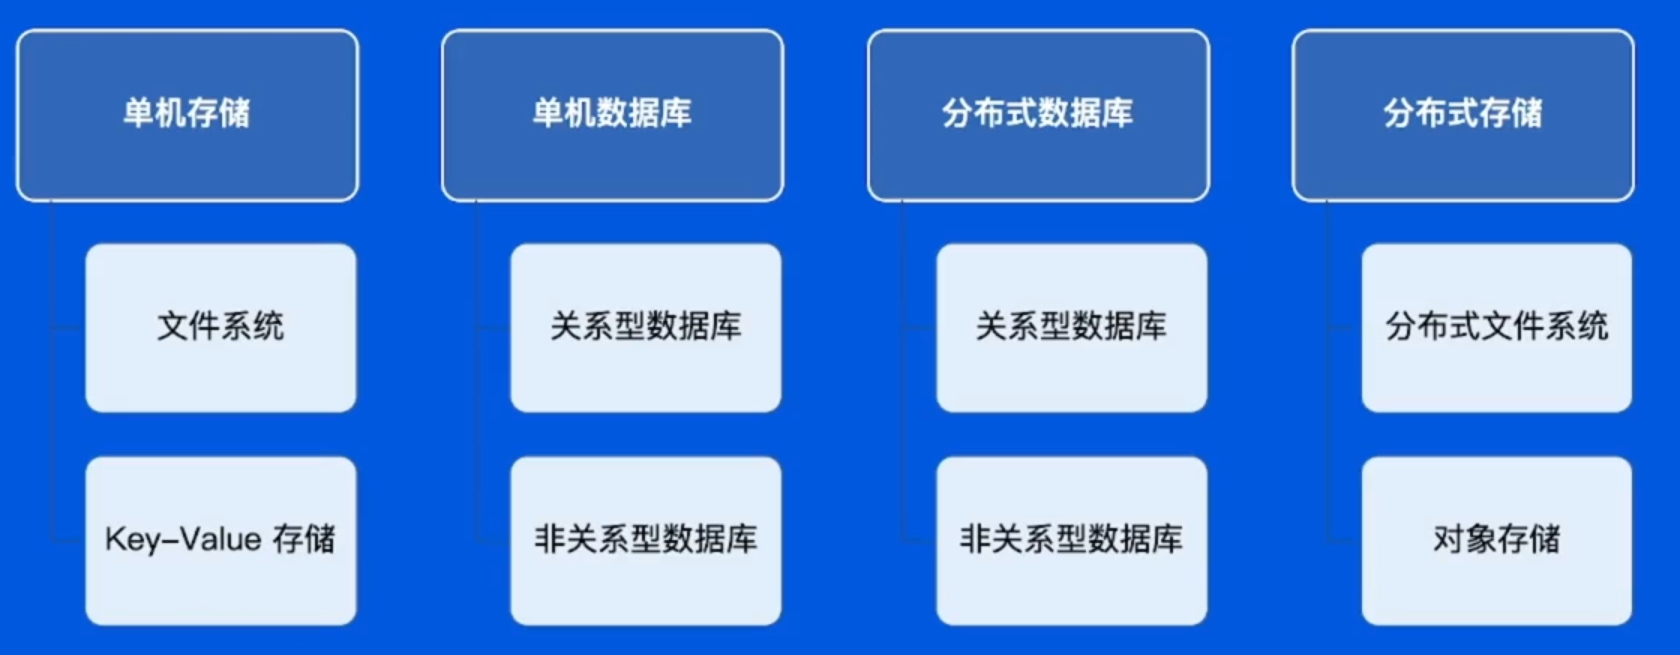 单机存储
文件系统
Key-Value 存储
单机数据库
关系型数据库
非关系型数据库
分布式数据库
关系型数据库
非关系型数据库
分布式存储
分布式文件系统
对象存储